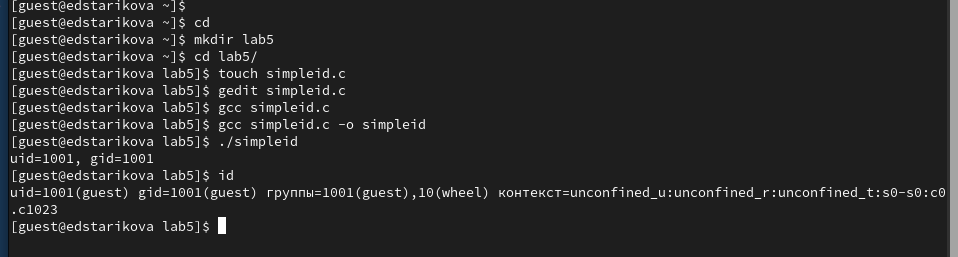 [guest@edstarikova ~]$
[guest@edstarikova ~]$ cd
[guest@edstarikova ~]$ mkdir lab5
[guest@edstarikova ~]$ cd lab5/
[guest@edstarikova lab5]$ touch simpleid.c
[guest@edstarikova lab5]$ gedit simpleid.c
[guest@edstarikova lab5]$ gcc simpleid.c
[guest@edstarikova lab5]$ gcc simpleid.c -o simpleid
[guest@edstarikova lab5]$ ./simpleid
uid=1001, gid=1001
[guest@edstarikova lab5]$ id
uid=1001(guest) gid=1001(guest) группы=1001(guest),10(wheel) контекст=unconfined_u:unconfined_r:unconfined_t:s0-s0:c0
.c1023
[guest@edstarikova lab5]$